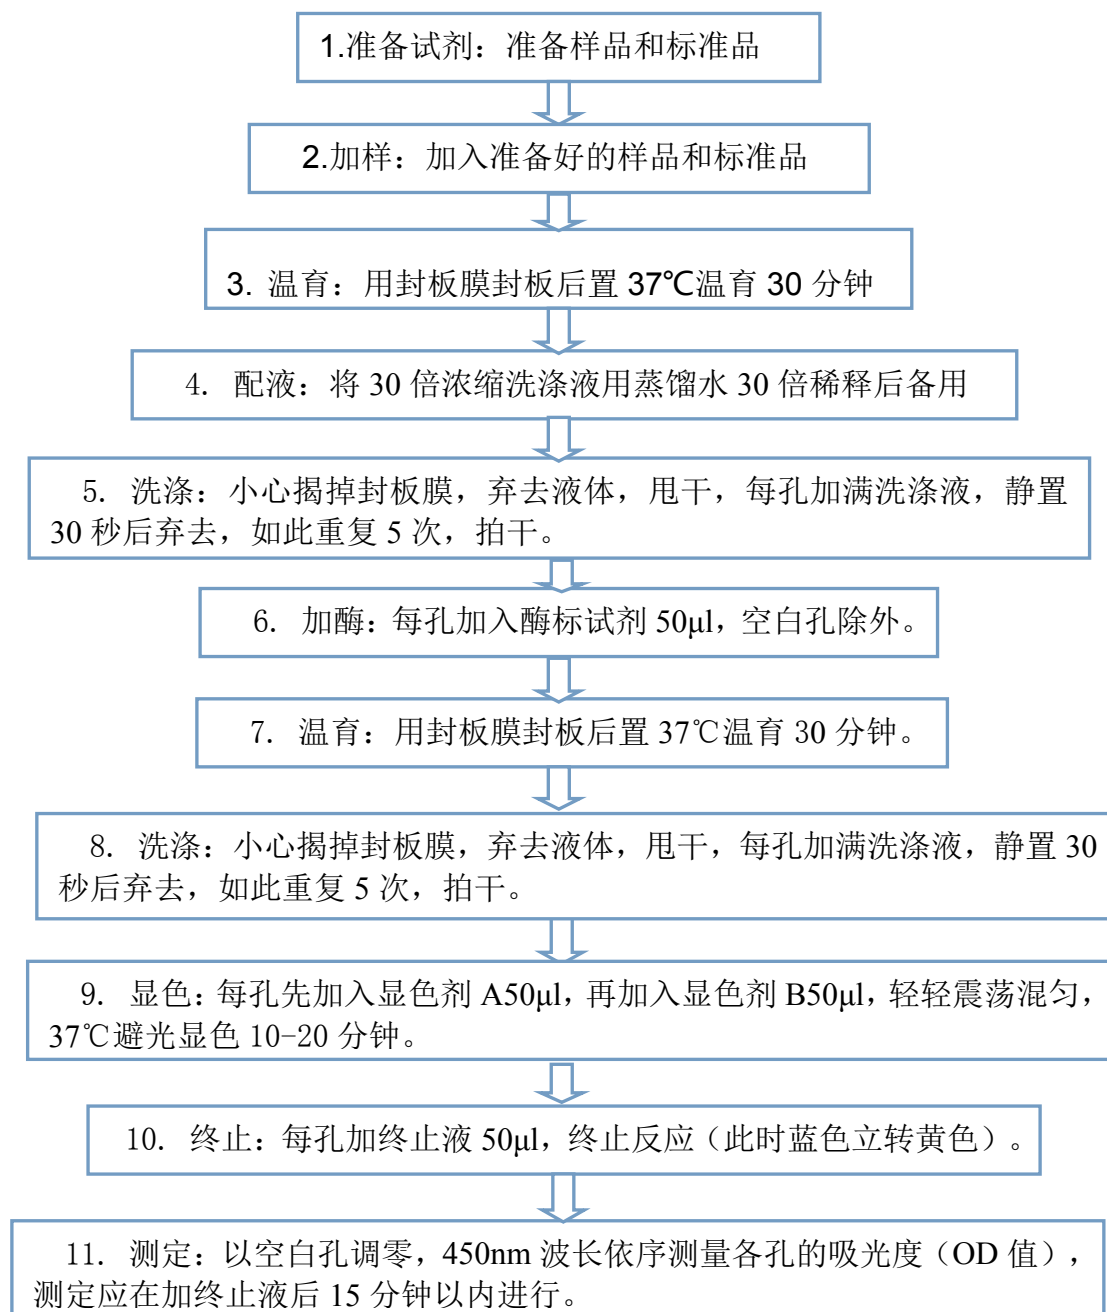 1.准备试剂：准备样品和标准品
2.加样：加入准备好的样品和标准品
3. 温育：用封板膜封板后置 37℃温育 30 分钟
4. 配液：将 30 倍浓缩洗涤液用蒸馏水 30 倍稀释后备用
5. 洗涤：小心揭掉封板膜，弃去液体，甩干，每孔加满洗涤液，静置
30 秒后弃去，如此重复 5 次，拍干。
6. 加酶：每孔加入酶标试剂 50μl，空白孔除外。
7. 温育：用封板膜封板后置 37℃温育 30 分钟。
8. 洗涤：小心揭掉封板膜，弃去液体，甩干，每孔加满洗涤液，静置 30
秒后弃去，如此重复 5 次，拍干。
9. 显色：每孔先加入显色剂 A50μl，再加入显色剂 B50μl，轻轻震荡混匀，
37℃避光显色 10-20 分钟。
10. 终止：每孔加终止液 50μl，终止反应（此时蓝色立转黄色）。
11. 测定：以空白孔调零，450nm 波长依序测量各孔的吸光度（OD 值），
测定应在加终止液后 15 分钟以内进行。